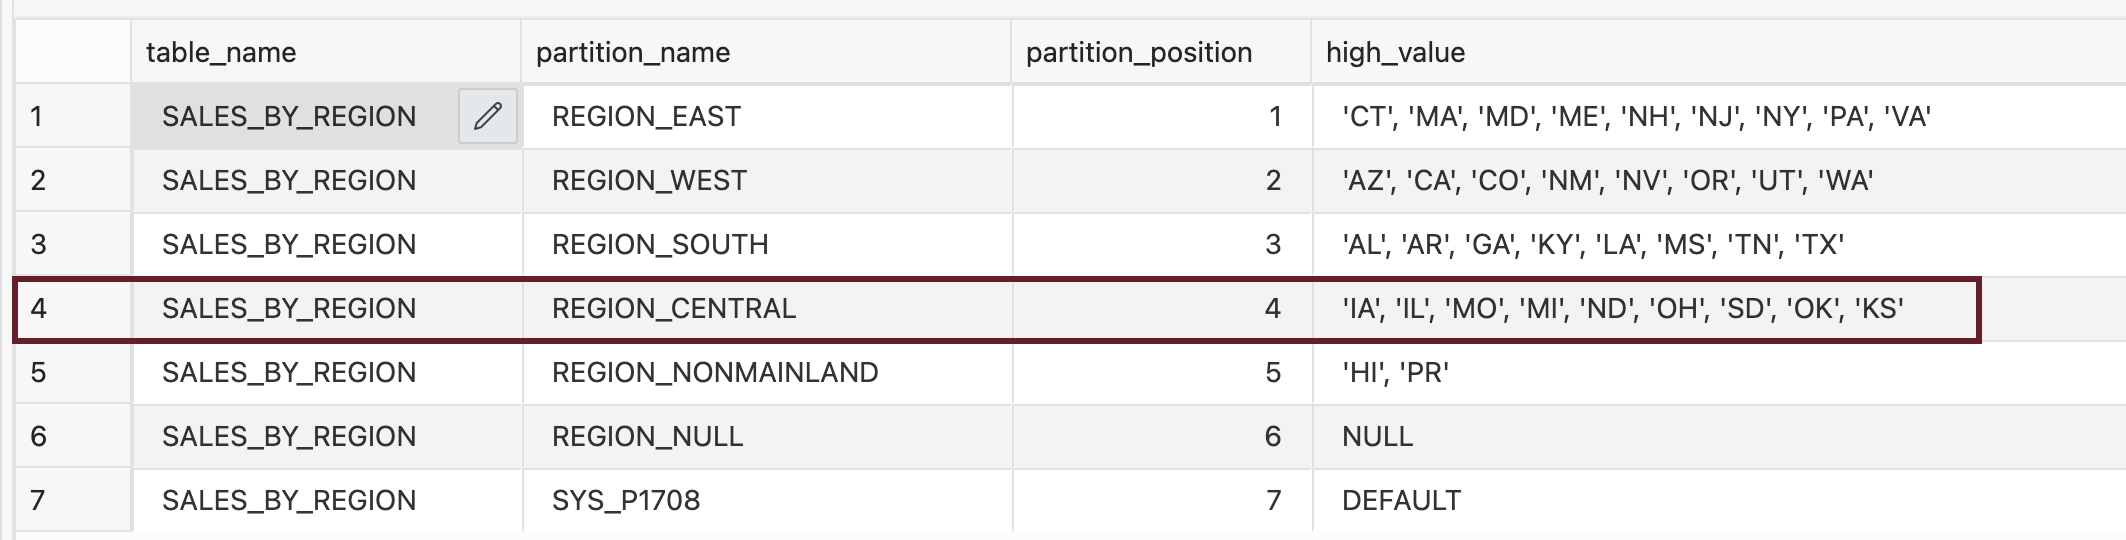 table_name partition_name partition_position high_value
1 SALES_BY_REGION REGION_EAST 1 'CT', 'MA', 'MD', 'ME', 'NH', 'NJ', 'NY', 'PA', 'VA'
2 SALES_BY_REGION REGION_WEST 2 'AZ', 'CA', 'CO', 'NM', 'NV', 'OR', 'UT', 'WA'
3 SALES_BY_REGION REGION_SOUTH 3 'AL', 'AR', 'GA', 'KY', 'LA', 'MS', 'TN', 'TX'
4 SALES_BY_REGION REGION_CENTRAL 4 'IA', 'IL', 'MO', 'MI', 'ND', 'OH', 'SD', 'OK', 'KS'
5 SALES_BY_REGION REGION_NONMAINLAND 5 'HI', 'PR'
6 SALES_BY_REGION REGION_NULL 6 NULL
7 SALES_BY_REGION SYS_P1708 7 DEFAULT